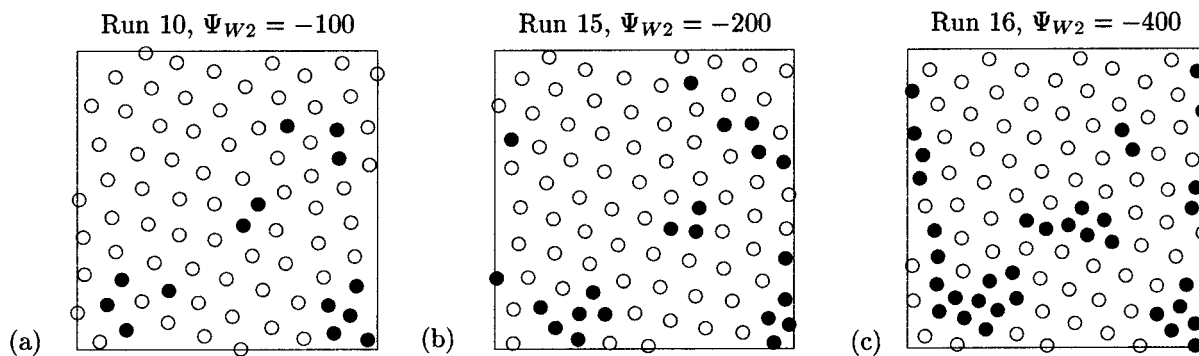 Run 10, Ψ_{W2} = −100
Run 15, Ψ_{W2} = −200
Run 16, Ψ_{W2} = −400
(a)
(b)
(c)